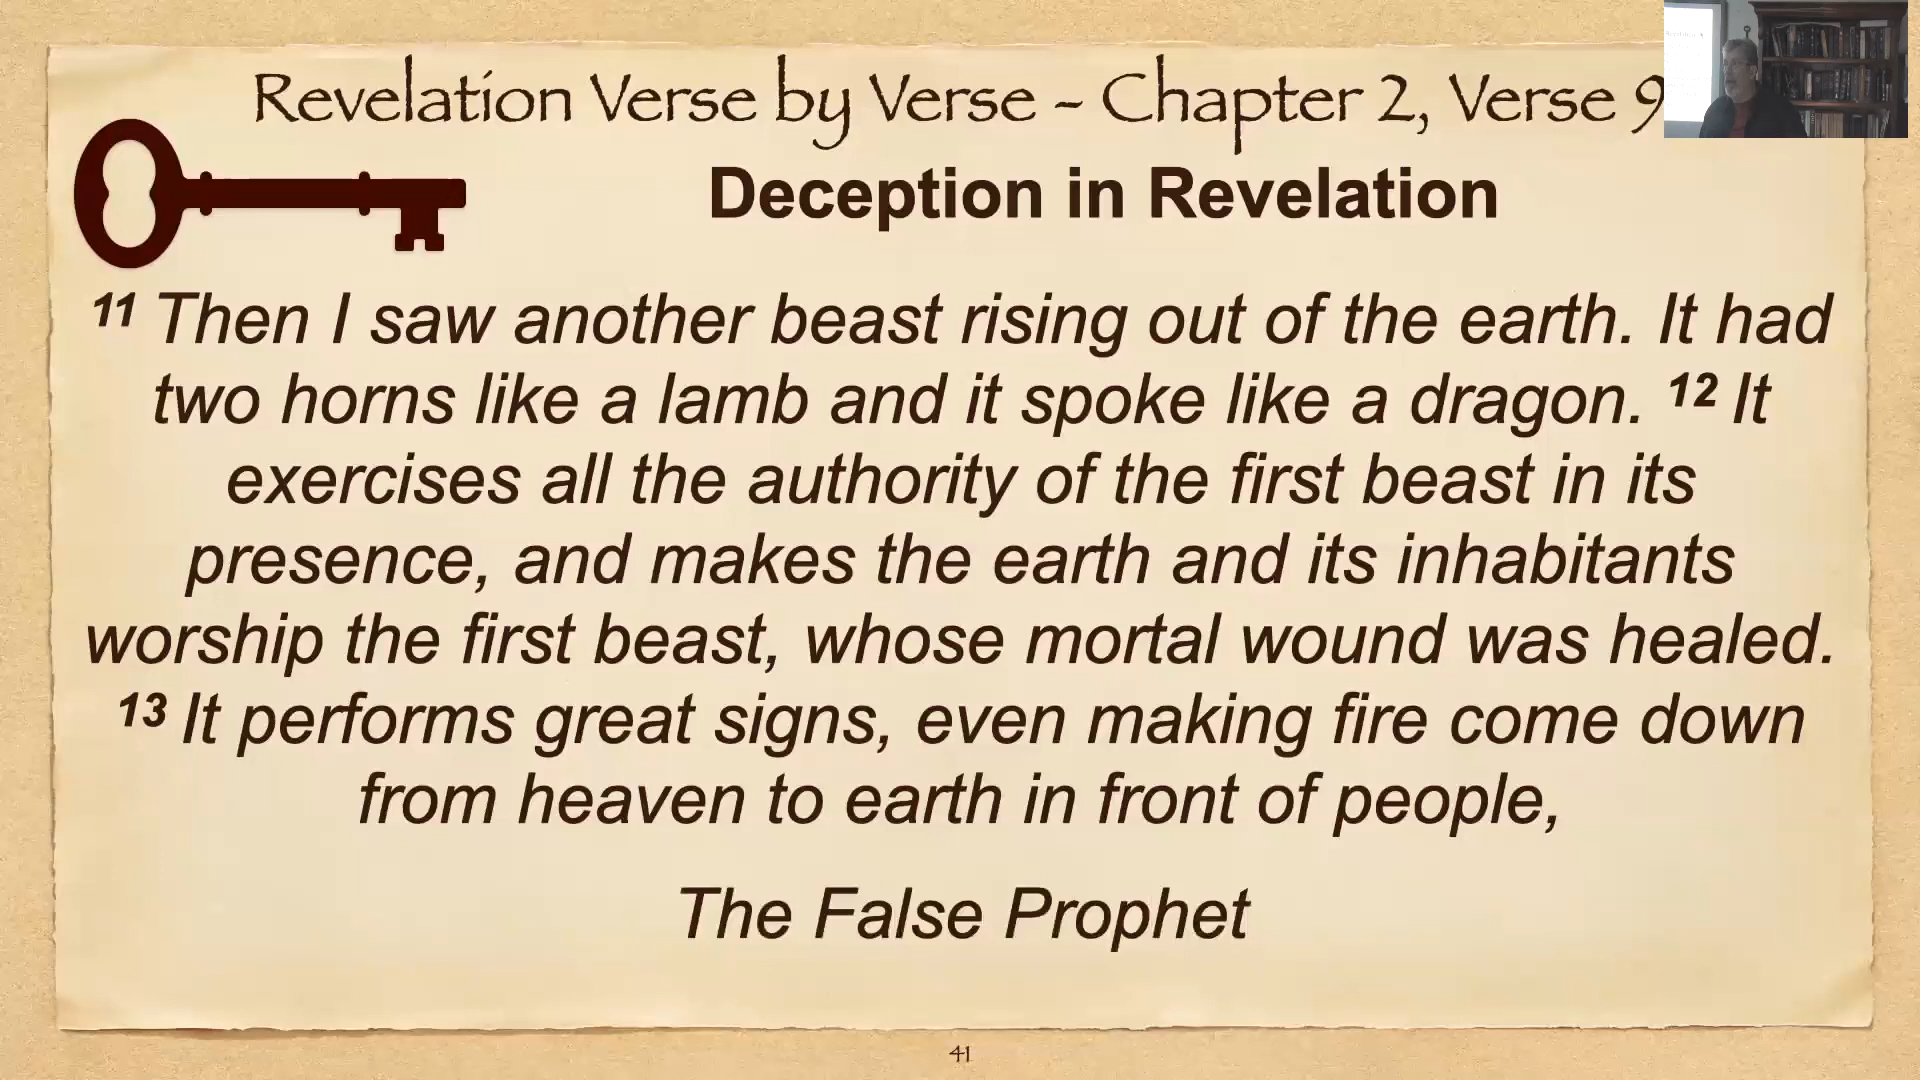 Revelation Verse by Verse ~ Chapter 2, Verse 9
Deception in Revelation
11 Then I saw another beast rising out of the earth. It had
two horns like a lamb and it spoke like a dragon. 12 It
exercises all the authority of the first beast in its
presence, and makes the earth and its inhabitants
worship the first beast, whose mortal wound was healed.
13 It performs great signs, even making fire come down
from heaven to earth in front of people,
The False Prophet
41